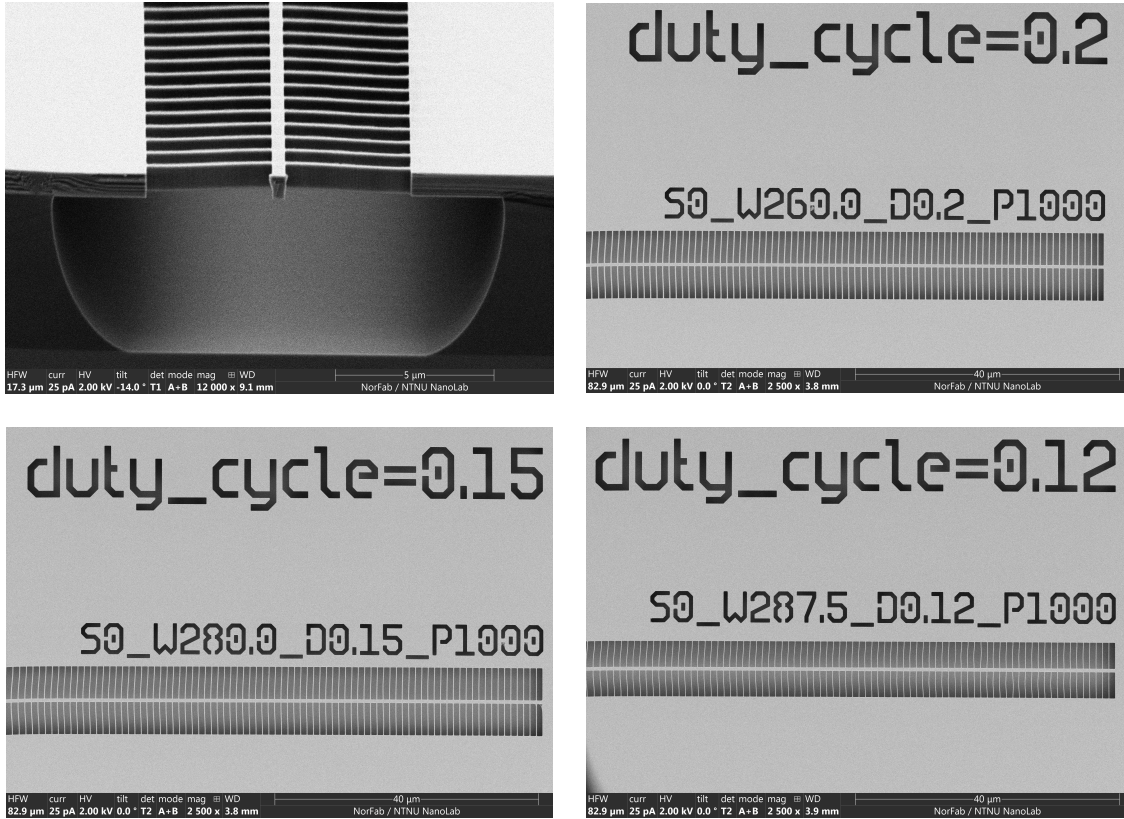 HFW curr HV tilt det mode mag ⊞ WD 5 µm
17.3 µm 25 pA 2.00 kV -14.0 ° T1 A+B 12 000 x 9.1 mm NorFab / NTNU NanoLab
duty_cycle=0.2
S0_W260.0_D0.2_P1000
HFW curr HV tilt det mode mag ⊞ WD 40 µm
82.9 µm 25 pA 2.00 kV 0.0 ° T2 A+B 2 500 x 3.8 mm NorFab / NTNU NanoLab
duty_cycle=0.15
S0_W280.0_D0.15_P1000
HFW curr HV tilt det mode mag ⊞ WD 40 µm
82.9 µm 25 pA 2.00 kV 0.0 ° T2 A+B 2 500 x 3.8 mm NorFab / NTNU NanoLab
duty_cycle=0.12
S0_W287.5_D0.12_P1000
HFW curr HV tilt det mode mag ⊞ WD 40 µm
82.9 µm 25 pA 2.00 kV 0.0 ° T2 A+B 2 500 x 3.9 mm NorFab / NTNU NanoLab